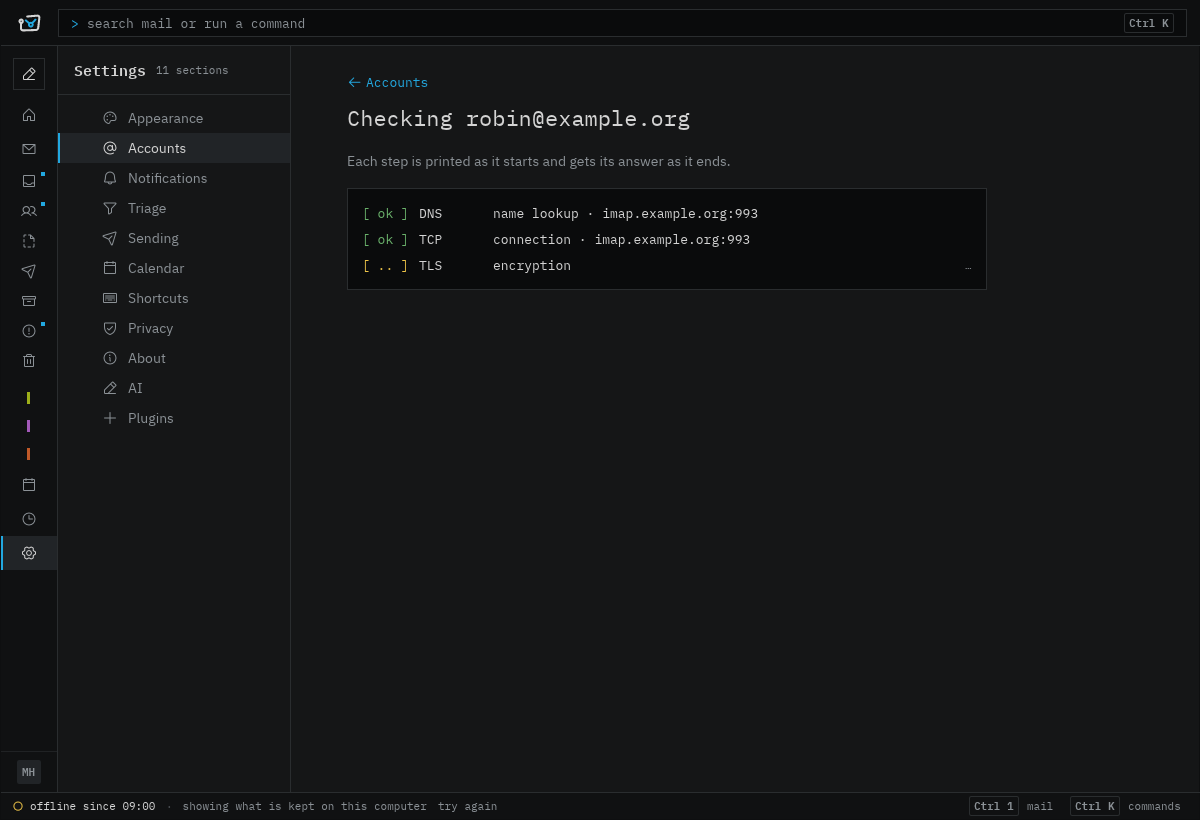 > search mail or run a command Ctrl K
Settings 11 sections
Appearance
Accounts
Notifications
Triage
Sending
Calendar
Shortcuts
Privacy
About
AI
Plugins
MH
← Accounts
Checking robin@example.org
Each step is printed as it starts and gets its answer as it ends.
[ ok ] DNS name lookup · imap.example.org:993
[ ok ] TCP connection · imap.example.org:993
[ .. ] TLS encryption …
offline since 09:00 · showing what is kept on this computer try again Ctrl 1 mail Ctrl K commands